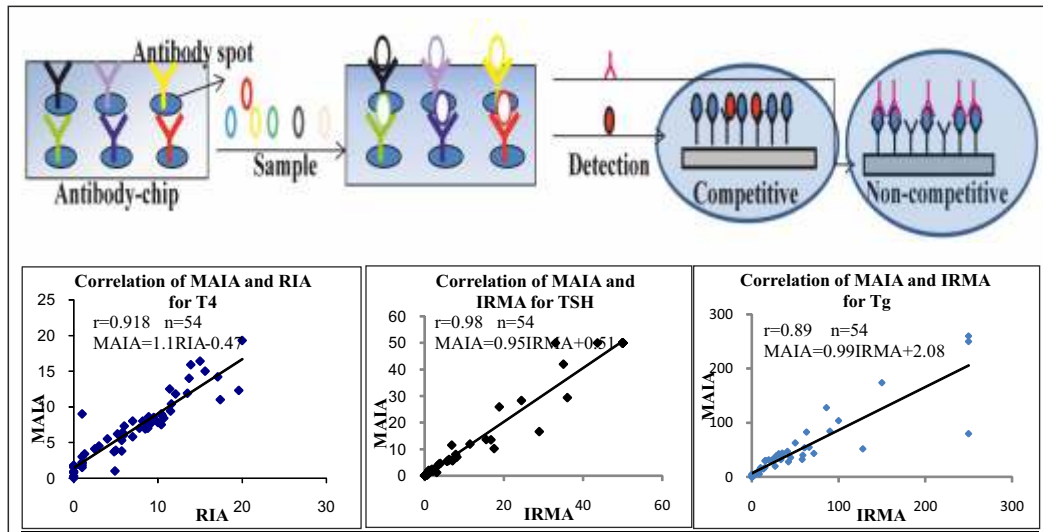 Antibody spot
Sample
Antibody-chip
Detection
Competitive
Non-competitive
Correlation of MAIA and RIA
for T4
r=0.918 n=54
MAIA=1.1RIA-0.47
MAIA
25
20
15
10
5
0
0 10 20 30
RIA
Correlation of MAIA and
IRMA for TSH
r=0.98 n=54
MAIA=0.95IRMA+0.51
MAIA
60
50
40
30
20
10
0
0 20 40 60
IRMA
Correlation of MAIA and IRMA
for Tg
r=0.89 n=54
MAIA=0.99IRMA+2.08
MAIA
300
200
100
0
0 100 200 300
IRMA